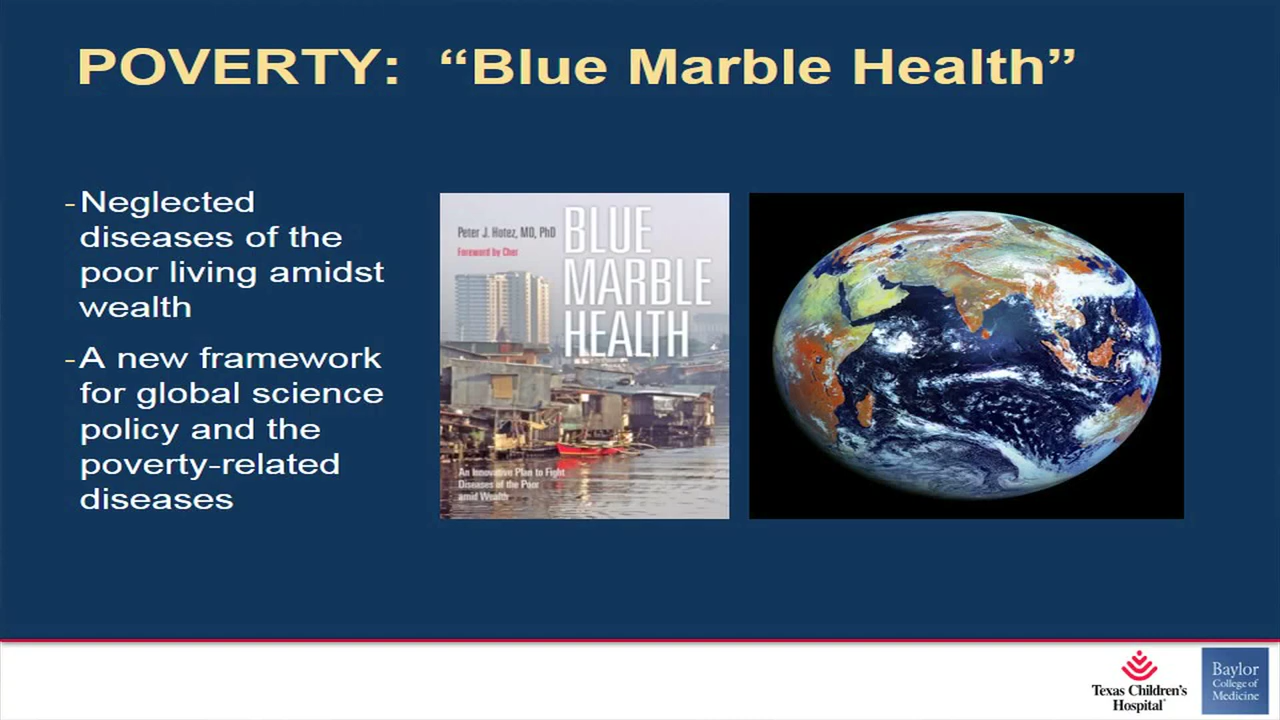 POVERTY: “Blue Marble Health”
-Neglected
diseases of the
poor living amidst
wealth
-A new framework
for global science
policy and the
poverty-related
diseases
Peter J. Hotez, MD, PhD
Foreword by Cher
BLUE
MARBLE
HEALTH
An Innovative Plan to Fight
Diseases of the Poor
amid Wealth
Texas Children's
Hospital
Baylor
College of
Medicine